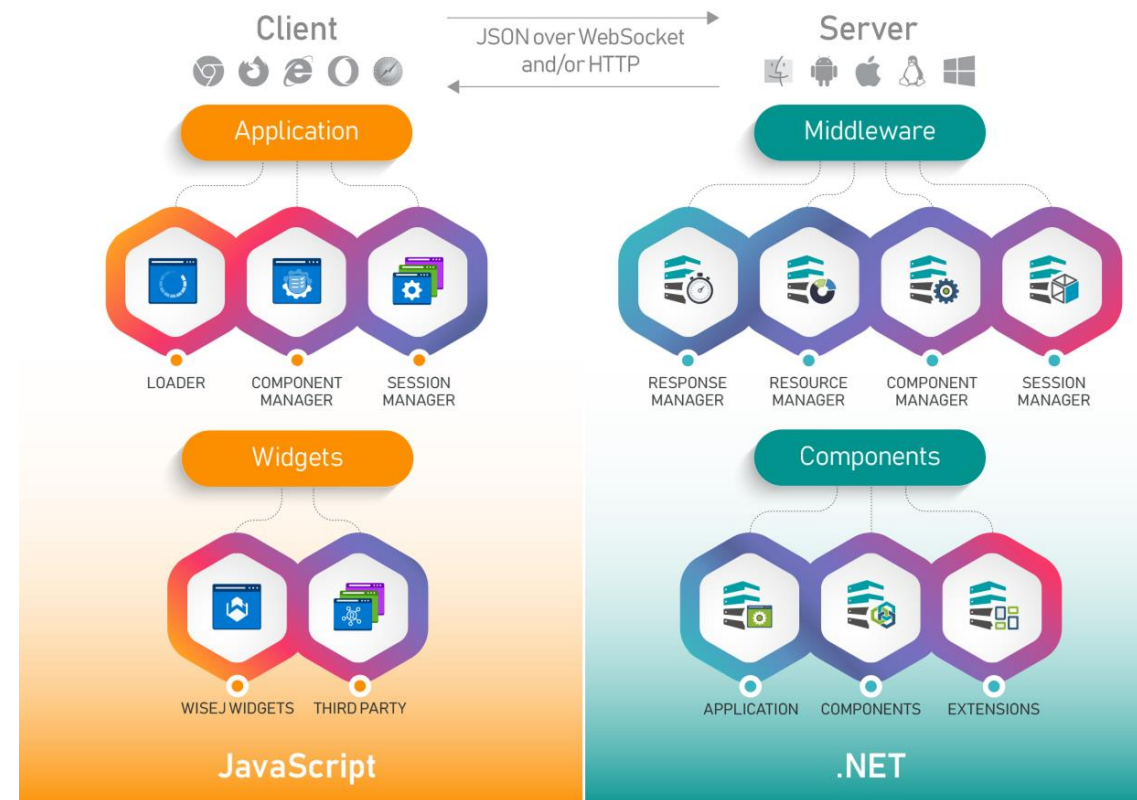 Client
JSON over WebSocket
and/or HTTP
Server
Application
Middleware
LOADER
COMPONENT
MANAGER
SESSION
MANAGER
RESPONSE
MANAGER
RESOURCE
MANAGER
COMPONENT
MANAGER
SESSION
MANAGER
Widgets
Components
WISEJ WIDGETS
THIRD PARTY
APPLICATION
COMPONENTS
EXTENSIONS
JavaScript
.NET